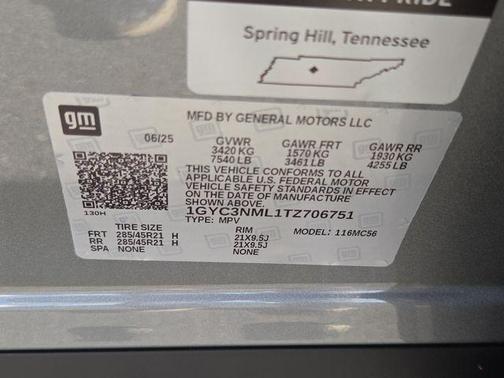 PRIDE
Spring Hill, Tennessee
gm
MFD BY GENERAL MOTORS LLC
06/25 GVWR GAWR FRT GAWR RR
3420 KG 1570 KG 1930 KG
7540 LB 3461 LB 4255 LB
THIS VEHICLE CONFORMS TO ALL
APPLICABLE U.S. FEDERAL MOTOR
VEHICLE SAFETY STANDARDS IN EFFECT
ON THE DATE OF MANUFACTURE
SHOWN ABOVE.
1GYC3NML1TZ706751
130H TYPE: MPV
TIRE SIZE RIM MODEL: 116MC56
FRT 285/45R21 H 21X9.5J
RR 285/45R21 H 21X9.5J
SPA NONE NONE